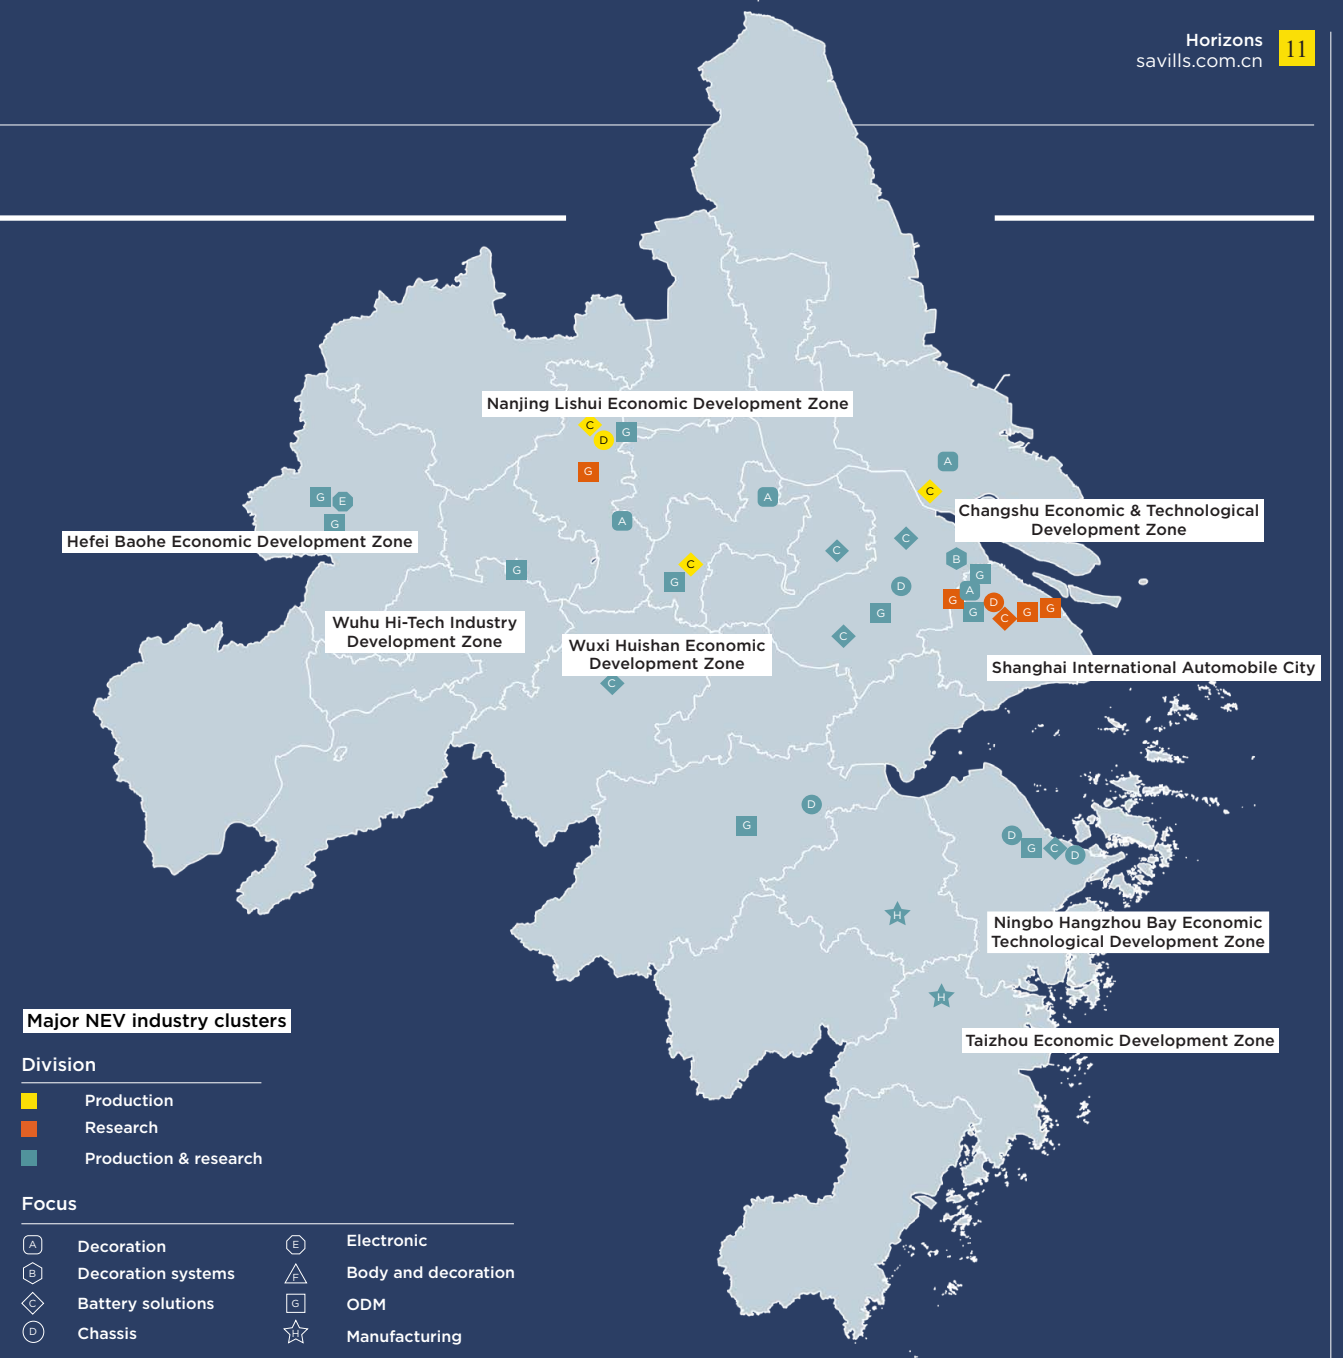 Horizons
savills.com.cn
11
Nanjing Lishui Economic Development Zone
C
D
G
G
A
A
C
G
E
G
Hefei Baohe Economic Development Zone
A
Changshu Economic & Technological
Development Zone
C
C
B
G
D
A
G
G
D
C
G
G
G
C
G
C
G
Wuhu Hi-Tech Industry
Development Zone
Wuxi Huishan Economic
Development Zone
C
Shanghai International Automobile City
D
G
D
G
C
D
H
Ningbo Hangzhou Bay Economic
Technological Development Zone
H
Taizhou Economic Development Zone
Major NEV industry clusters
Division
Production
Research
Production & research
Focus
A Decoration
B Decoration systems
C Battery solutions
D Chassis
E Electronic
F Body and decoration
G ODM
H Manufacturing